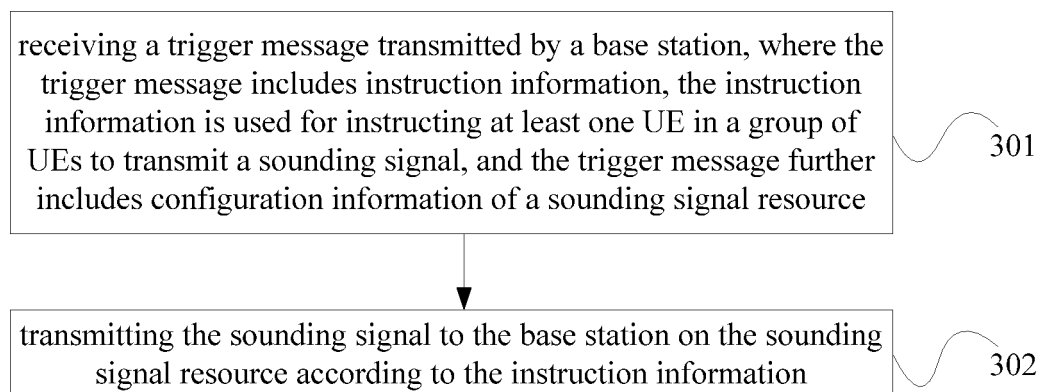 receiving a trigger message transmitted by a base station, where the
trigger message includes instruction information, the instruction
information is used for instructing at least one UE in a group of
UEs to transmit a sounding signal, and the trigger message further
includes configuration information of a sounding signal resource
301
transmitting the sounding signal to the base station on the sounding
signal resource according to the instruction information
302